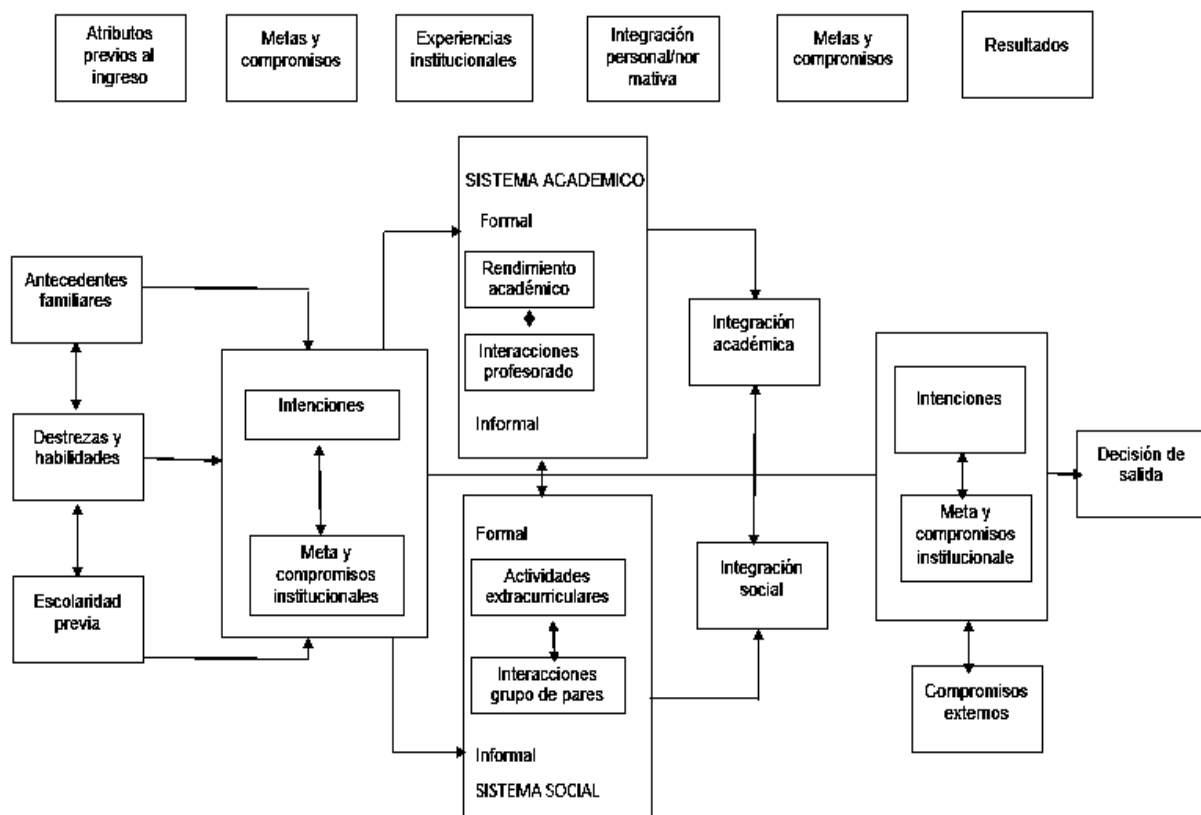 Atributos
previos al
ingreso
Metas y
compromisos
Experiencias
institucionales
Integración
personal/nor
mativa
Metas y
compromisos
Resultados
Antecedentes
familiares
Destrezas y
habilidades
Escolaridad
previa
Intenciones
Meta y
compromisos
institucionales
SISTEMA ACADEMICO
Formal
Rendimiento
académico
Interacciones
profesorado
Informal
Formal
Actividades
extracurriculares
Interacciones
grupo de pares
Informal
SISTEMA SOCIAL
Integración
académica
Integración
social
Intenciones
Meta y
compromisos
institucionale
Compromisos
externos
Decisión de
salida